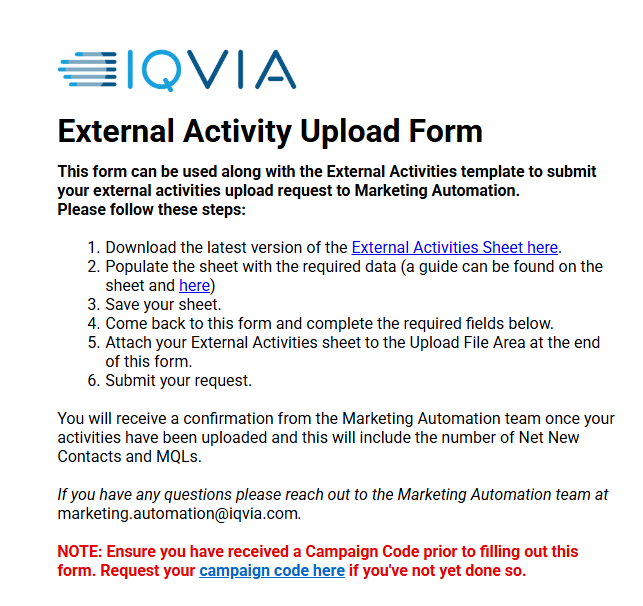 IQVIA
External Activity Upload Form
This form can be used along with the External Activities template to submit
your external activities upload request to Marketing Automation.
Please follow these steps:
1. Download the latest version of the External Activities Sheet here.
2. Populate the sheet with the required data (a guide can be found on the
sheet and here)
3. Save your sheet.
4. Come back to this form and complete the required fields below.
5. Attach your External Activities sheet to the Upload File Area at the end
of this form.
6. Submit your request.
You will receive a confirmation from the Marketing Automation team once your
activities have been uploaded and this will include the number of Net New
Contacts and MQLs.
If you have any questions please reach out to the Marketing Automation team at
marketing.automation@iqvia.com.
NOTE: Ensure you have received a Campaign Code prior to filling out this
form. Request your campaign code here if you've not yet done so.